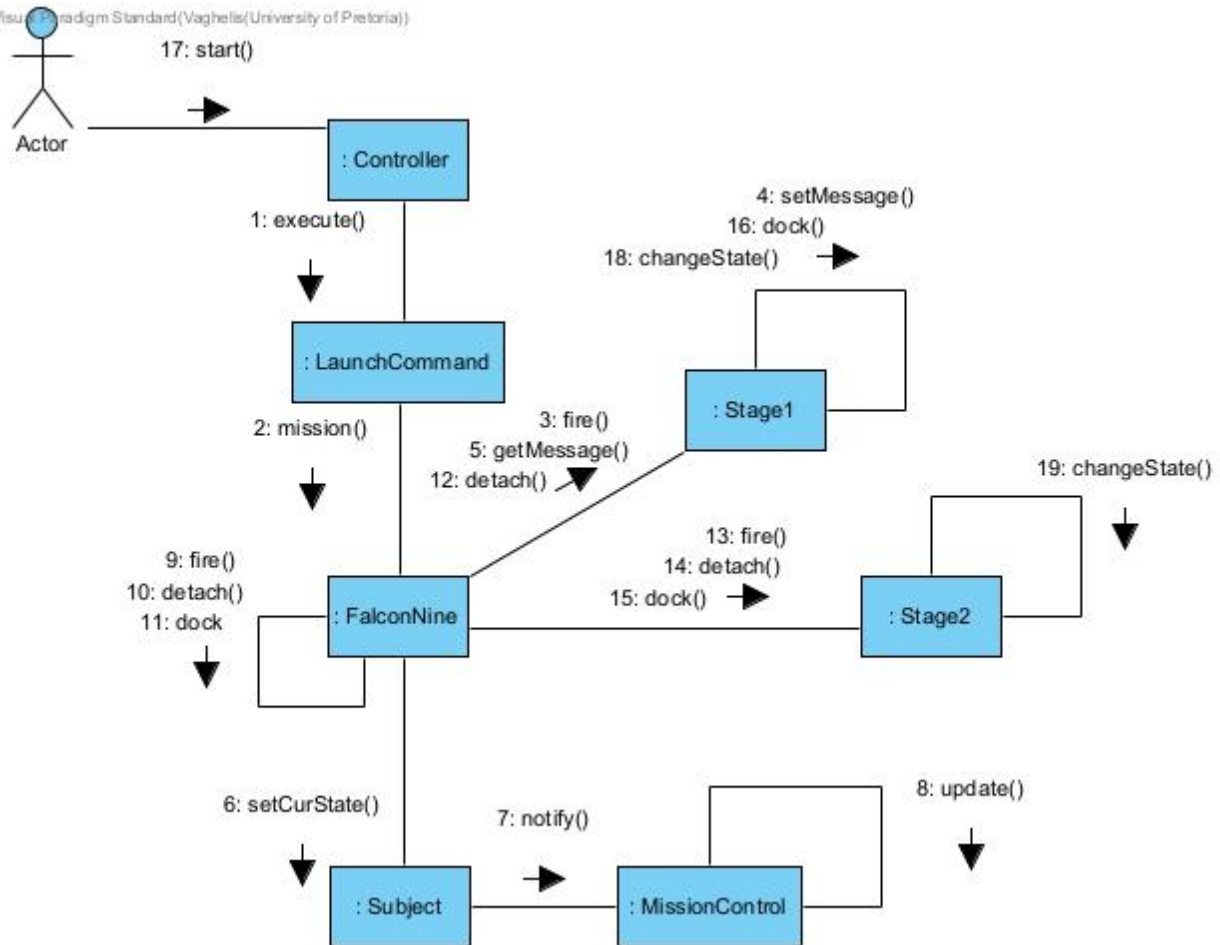 Visual Paradigm Standard(Vaghelis(University of Pretoria))
17: start()
Actor
: Controller
1: execute()
4: setMessage()
16: dock()
18: changeState()
: LaunchCommand
: Stage1
2: mission()
3: fire()
5: getMessage()
12: detach()
19: changeState()
9: fire()
10: detach()
11: dock
: FalconNine
13: fire()
14: detach()
15: dock()
: Stage2
6: setCurState()
7: notify()
8: update()
: Subject
: MissionControl